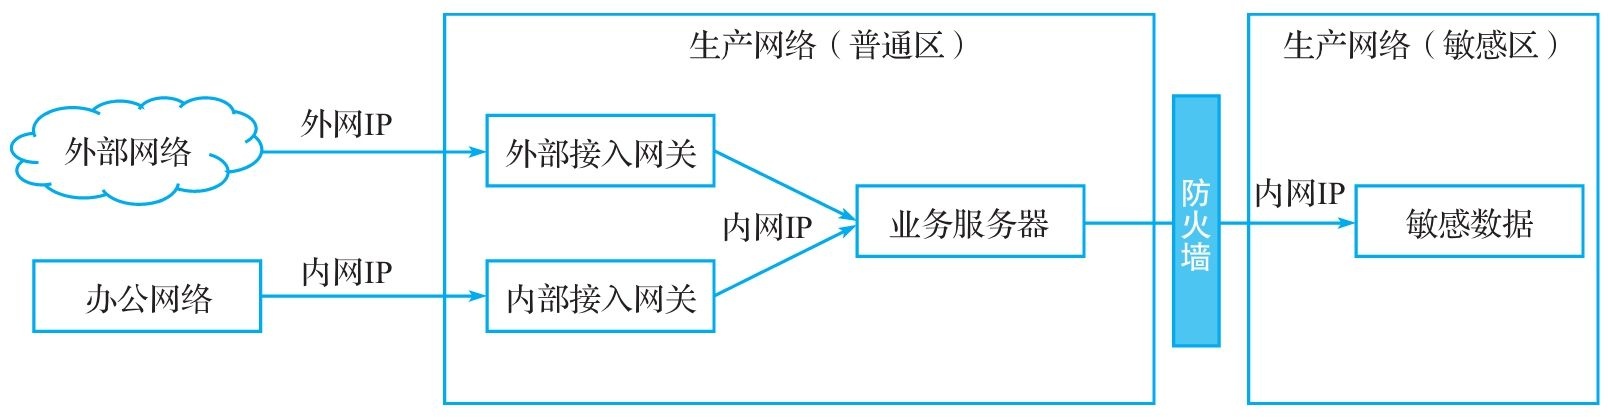 生产网络（普通区）
生产网络（敏感区）
外部网络
外网IP
外部接入网关
办公网络
内网IP
内部接入网关
内网IP
业务服务器
防火墙
内网IP
敏感数据